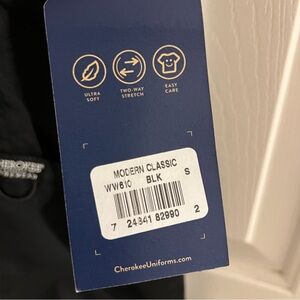 ULTRA SOFT
TWO-WAY STRETCH
EASY CARE
MODERN CLASSIC
WW610 BLK S
7 24341 82990 2
CherokeeUniforms.com